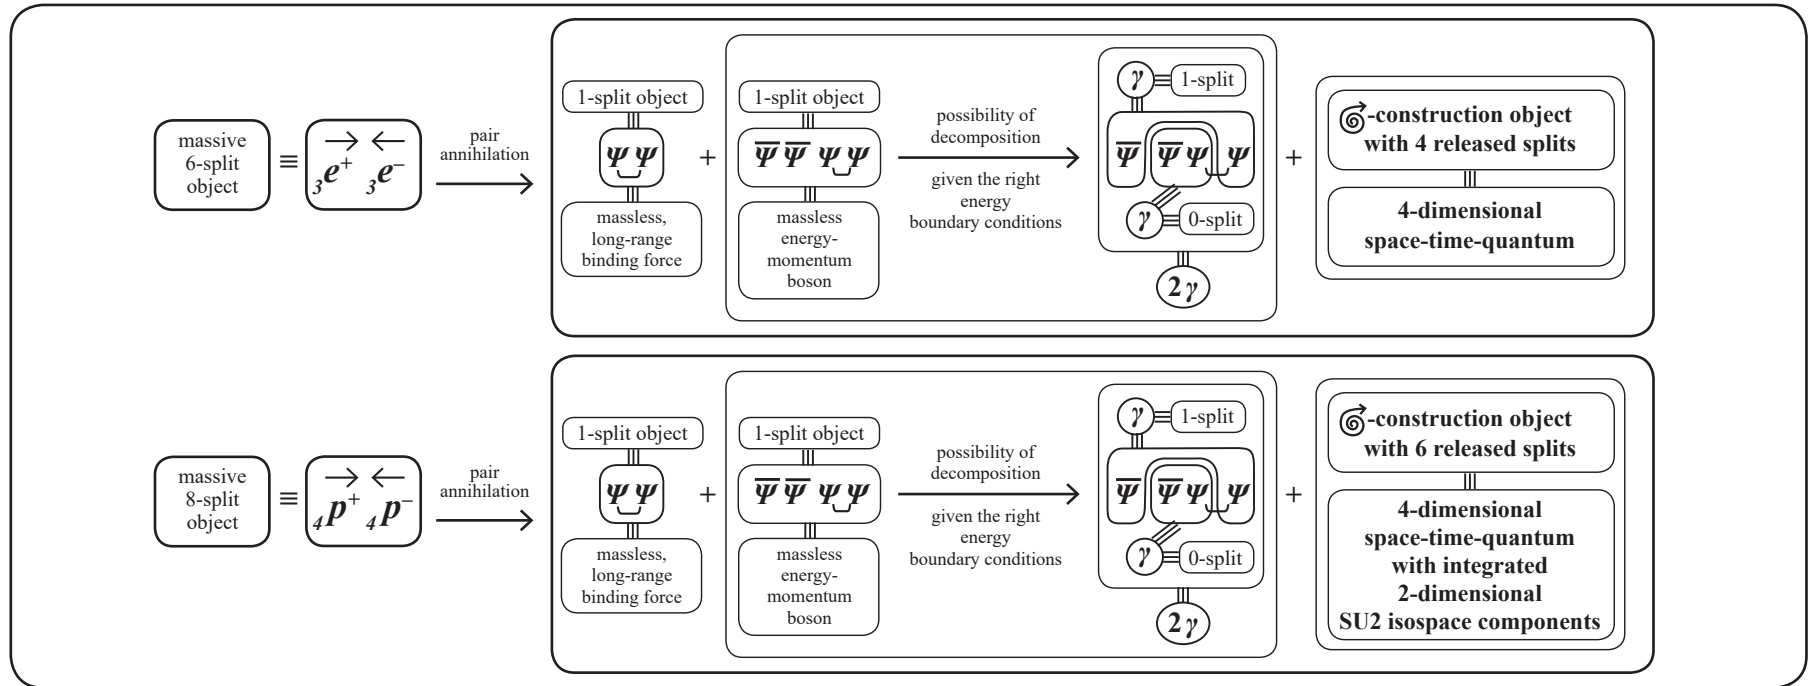 massive
6-split
object
≡
₃e⁺ ₃e⁻
pair
annihilation
1-split object
Ψ Ψ
massless,
long-range
binding force
+
1-split object
Ψ̅ Ψ̅ Ψ Ψ
massless
energy-
momentum
boson
possibility of
decomposition
given the right
energy
boundary conditions
γ 1-split
Ψ̅ Ψ̅ Ψ Ψ
γ 0-split
2γ
+
-construction object
with 4 released splits
4-dimensional
space-time-quantum
massive
8-split
object
≡
₄p⁺ ₄p⁻
pair
annihilation
1-split object
Ψ Ψ
massless,
long-range
binding force
+
1-split object
Ψ̅ Ψ̅ Ψ Ψ
massless
energy-
momentum
boson
possibility of
decomposition
given the right
energy
boundary conditions
γ 1-split
Ψ̅ Ψ̅ Ψ Ψ
γ 0-split
2γ
+
-construction object
with 6 released splits
4-dimensional
space-time-quantum
with integrated
2-dimensional
SU2 isospace components